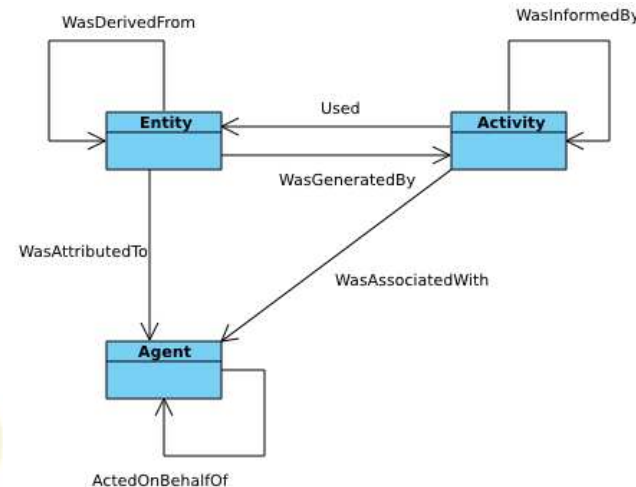 WasDerivedFrom
WasInformedBy
Entity
Used
Activity
WasGeneratedBy
WasAttributedTo
WasAssociatedWith
Agent
ActedOnBehalfOf